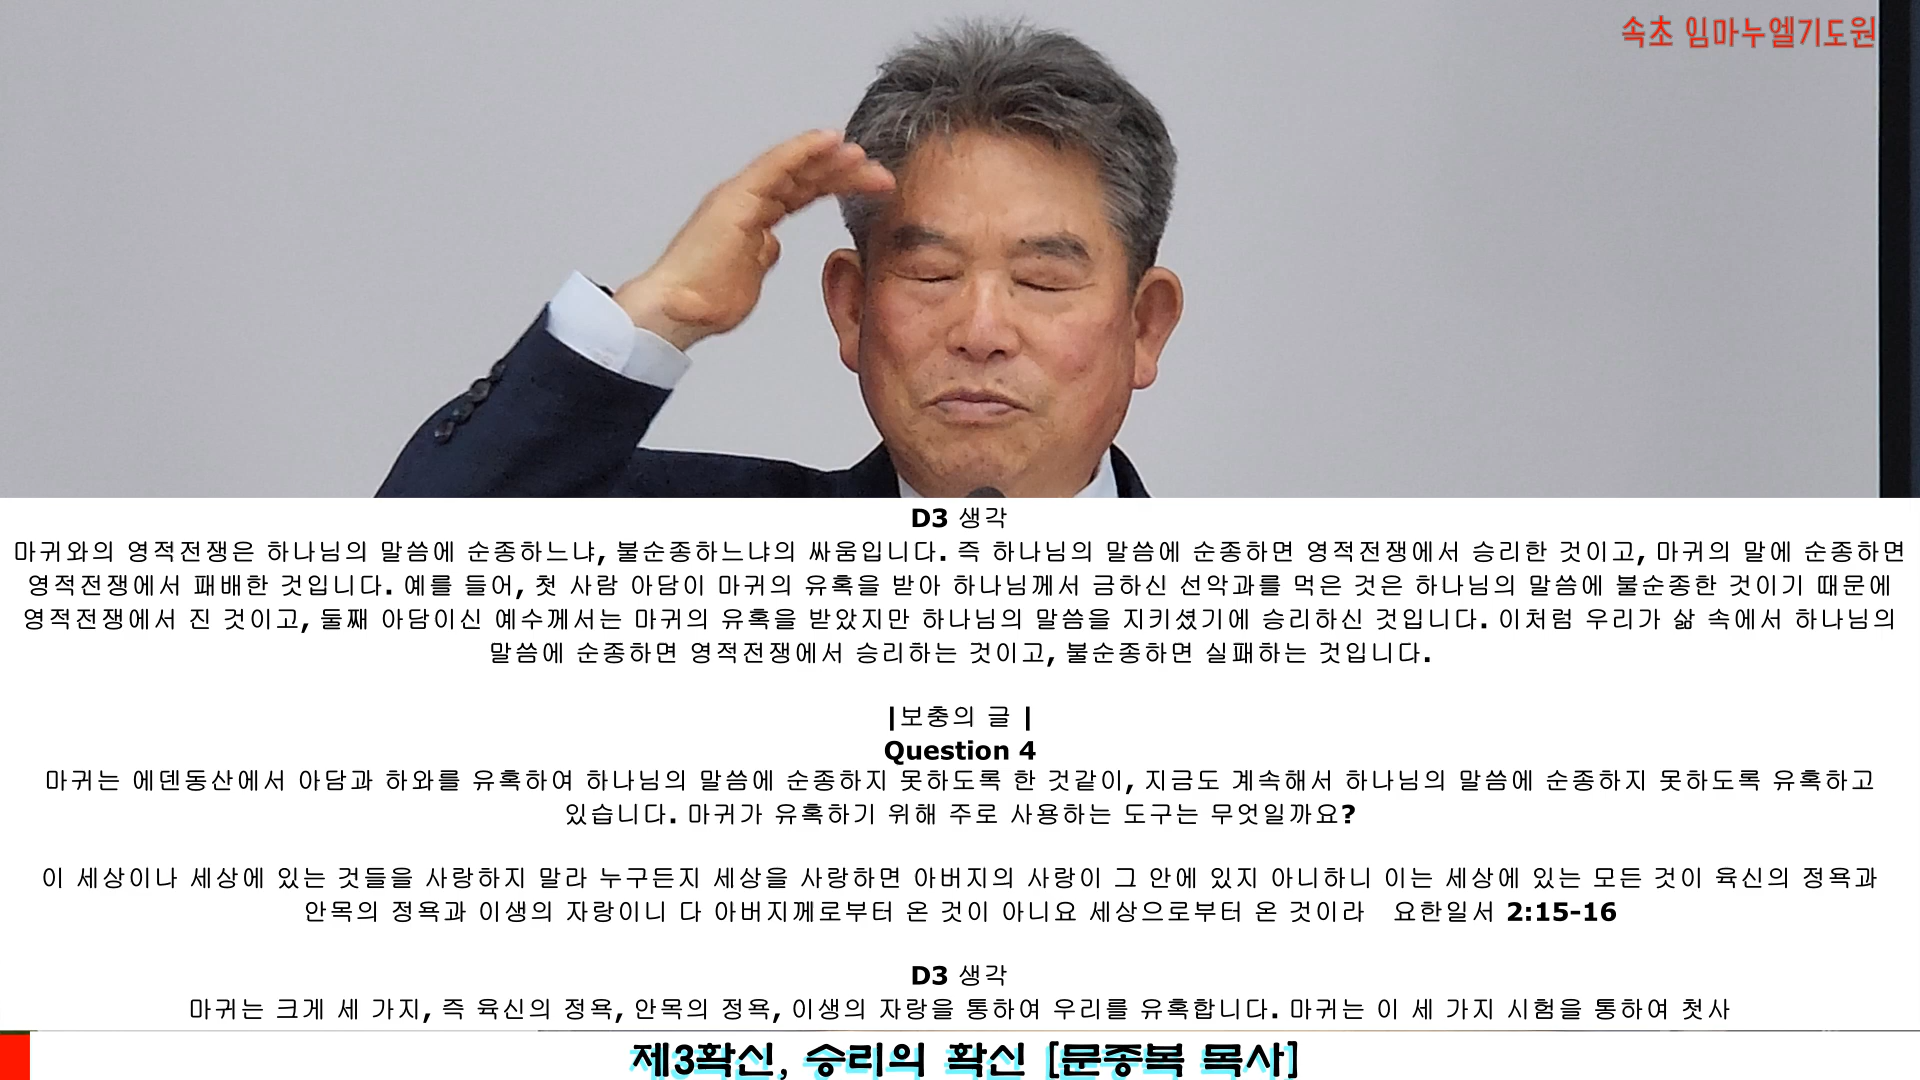 속초 임마누엘기도원
D3 생각
마귀와의 영적전쟁은 하나님의 말씀에 순종하느냐, 불순종하느냐의 싸움입니다. 즉 하나님의 말씀에 순종하면 영적전쟁에서 승리한 것이고, 마귀의 말에 순종하면
영적전쟁에서 패배한 것입니다. 예를 들어, 첫 사람 아담이 마귀의 유혹을 받아 하나님께서 금하신 선악과를 먹은 것은 하나님의 말씀에 불순종한 것이기 때문에
영적전쟁에서 진 것이고, 둘째 아담이신 예수께서는 마귀의 유혹을 받았지만 하나님의 말씀을 지키셨기에 승리하신 것입니다. 이처럼 우리가 삶 속에서 하나님의
말씀에 순종하면 영적전쟁에서 승리하는 것이고, 불순종하면 실패하는 것입니다.
|보충의 글 |
Question 4
마귀는 에덴동산에서 아담과 하와를 유혹하여 하나님의 말씀에 순종하지 못하도록 한 것같이, 지금도 계속해서 하나님의 말씀에 순종하지 못하도록 유혹하고
있습니다. 마귀가 유혹하기 위해 주로 사용하는 도구는 무엇일까요?
이 세상이나 세상에 있는 것들을 사랑하지 말라 누구든지 세상을 사랑하면 아버지의 사랑이 그 안에 있지 아니하니 이는 세상에 있는 모든 것이 육신의 정욕과
안목의 정욕과 이생의 자랑이니 다 아버지께로부터 온 것이 아니요 세상으로부터 온 것이라 요한일서 2:15-16
D3 생각
마귀는 크게 세 가지, 즉 육신의 정욕, 안목의 정욕, 이생의 자랑을 통하여 우리를 유혹합니다. 마귀는 이 세 가지 시험을 통하여 첫사
제3확신, 승리의 확신 [문종복 목사]